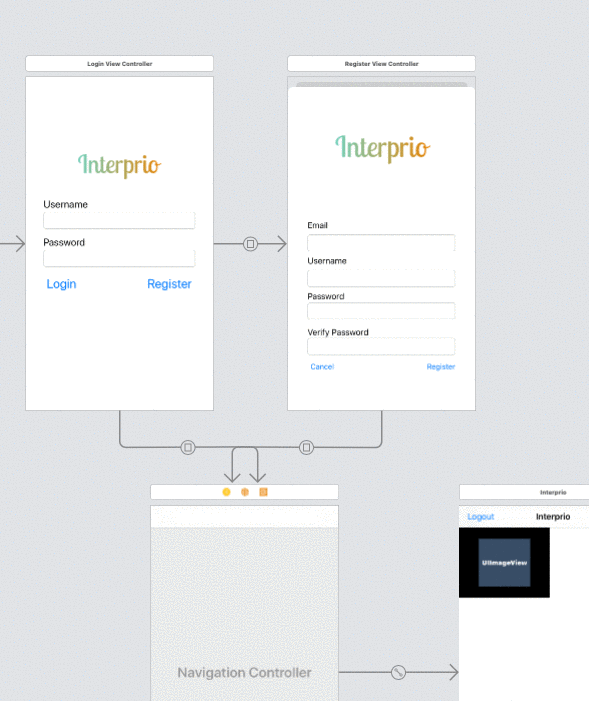 Login View Controller
Register View Controller
Interprio
Interprio
Username
Password
Login Register
Email
Username
Password
Verify Password
Cancel Register
Interprio
Logout Interprio
UIImageView
Navigation Controller